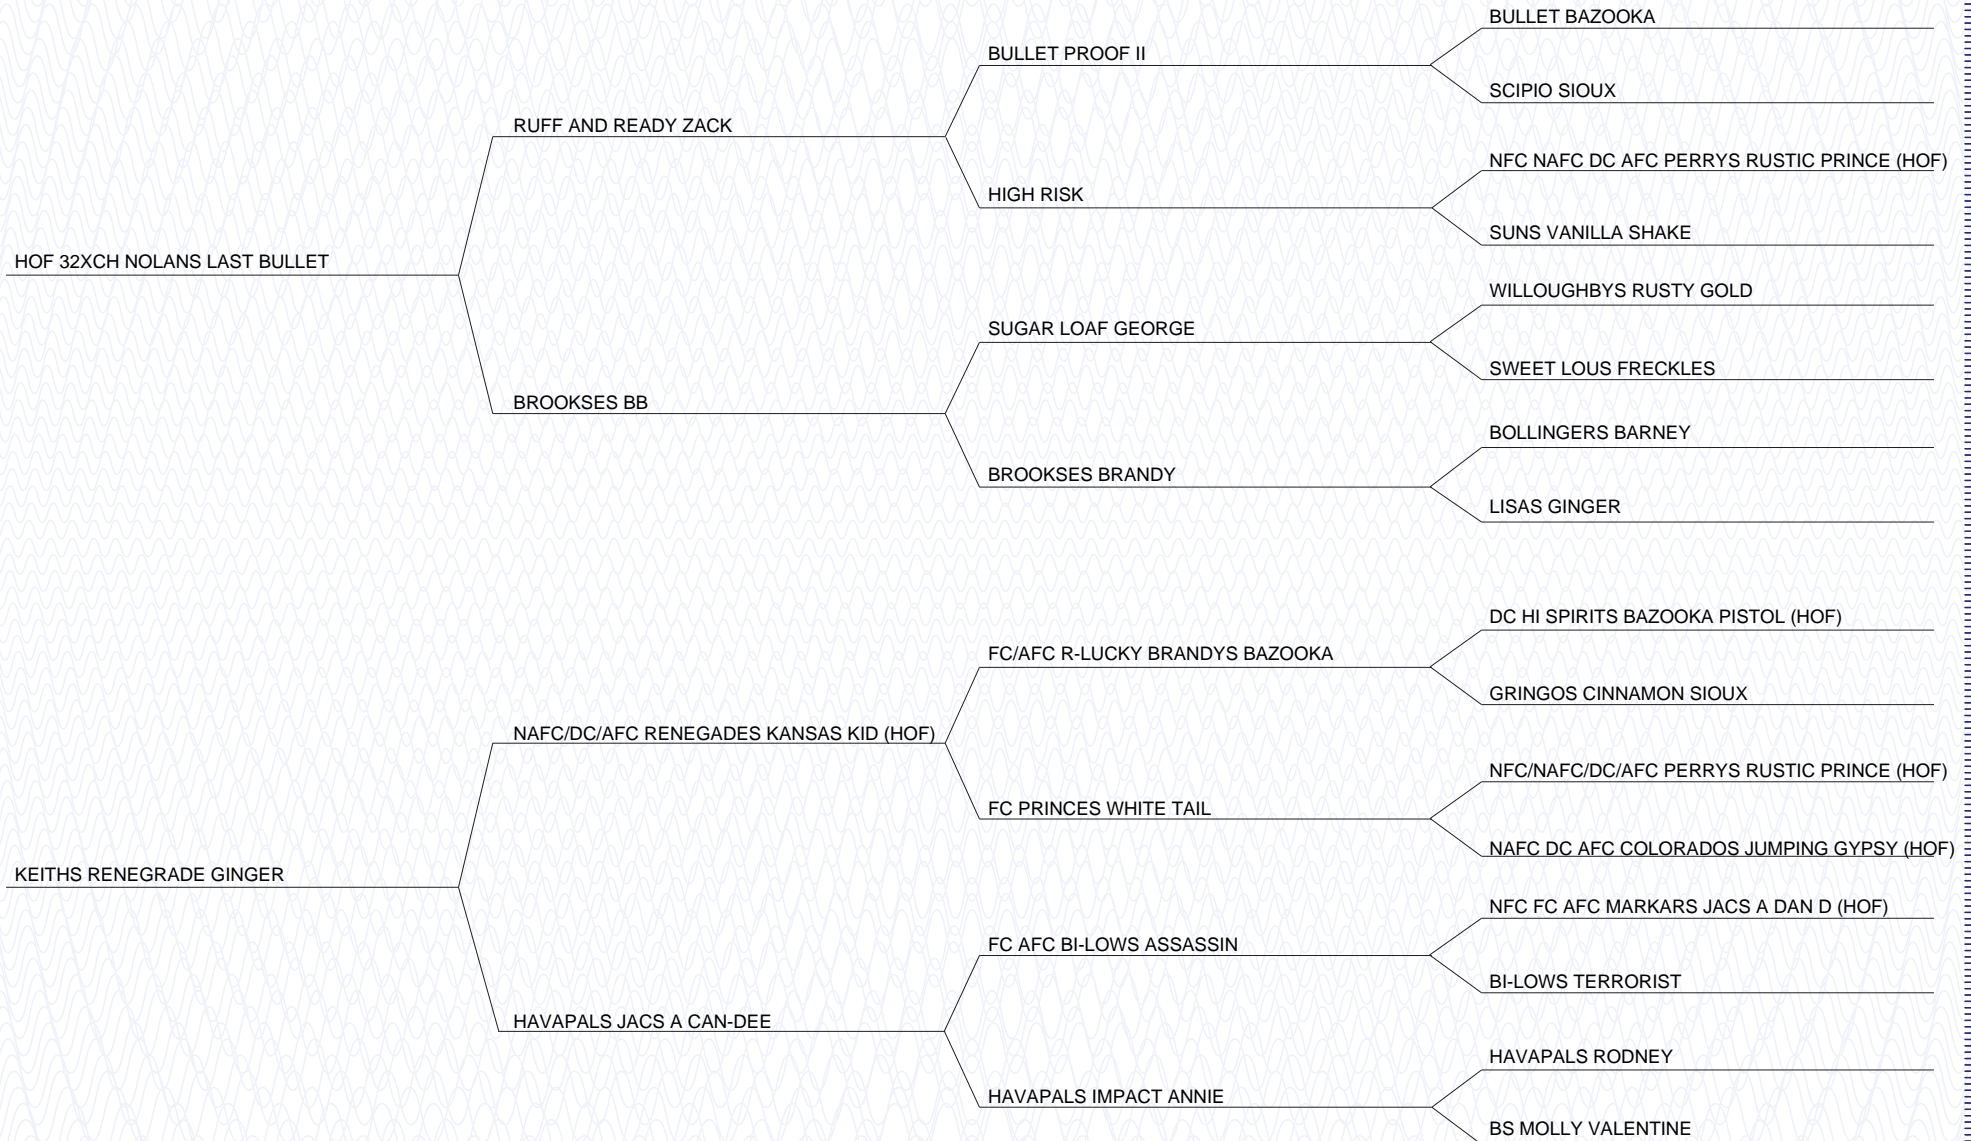 BULLET BAZOOKA
BULLET PROOF II
SCIPIO SIOUX
RUFF AND READY ZACK
NFC NAFC DC AFC PERRYS RUSTIC PRINCE (HOF)
HIGH RISK
SUNS VANILLA SHAKE
HOF 32XCH NOLANS LAST BULLET
WILLOUGHBYS RUSTY GOLD
SUGAR LOAF GEORGE
SWEET LOUS FRECKLES
BROOKSES BB
BOLLINGERS BARNEY
BROOKSES BRANDY
LISAS GINGER
DC HI SPIRITS BAZOOKA PISTOL (HOF)
FC/AFC R-LUCKY BRANDYS BAZOOKA
GRINGOS CINNAMON SIOUX
NAFC/DC/AFC RENEGADES KANSAS KID (HOF)
NFC/NAFC/DC/AFC PERRYS RUSTIC PRINCE (HOF)
FC PRINCES WHITE TAIL
NAFC DC AFC COLORADOS JUMPING GYPSY (HOF)
KEITHS RENEGRADE GINGER
NFC FC AFC MARKARS JACS A DAN D (HOF)
FC AFC BI-LOWS ASSASSIN
BI-LOWS TERRORIST
HAVAPALS JACS A CAN-DEE
HAVAPALS RODNEY
HAVAPALS IMPACT ANNIE
BS MOLLY VALENTINE